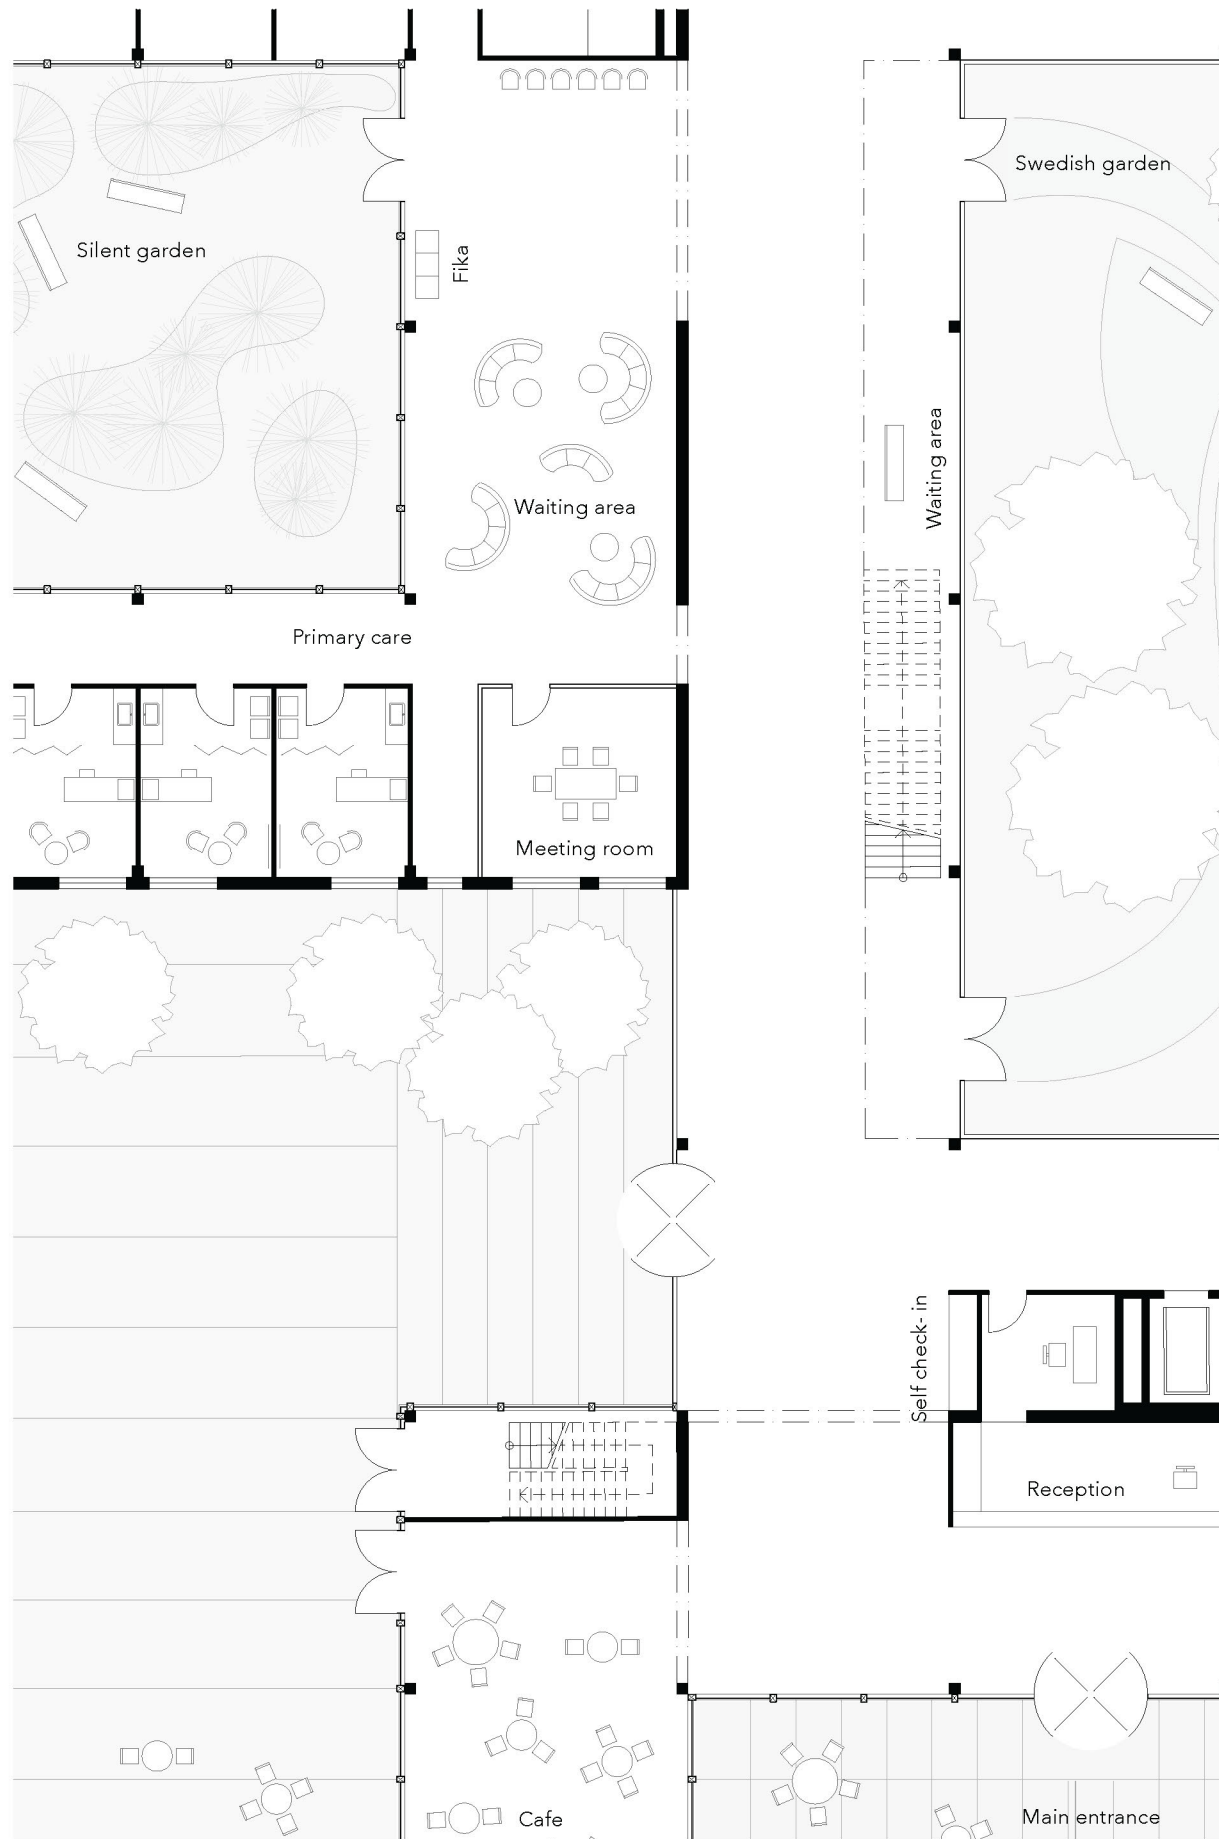 Swedish garden
Silent garden
Fika
Waiting area
Waiting area
Primary care
Meeting room
Self check- in
Reception
Cafe
Main entrance